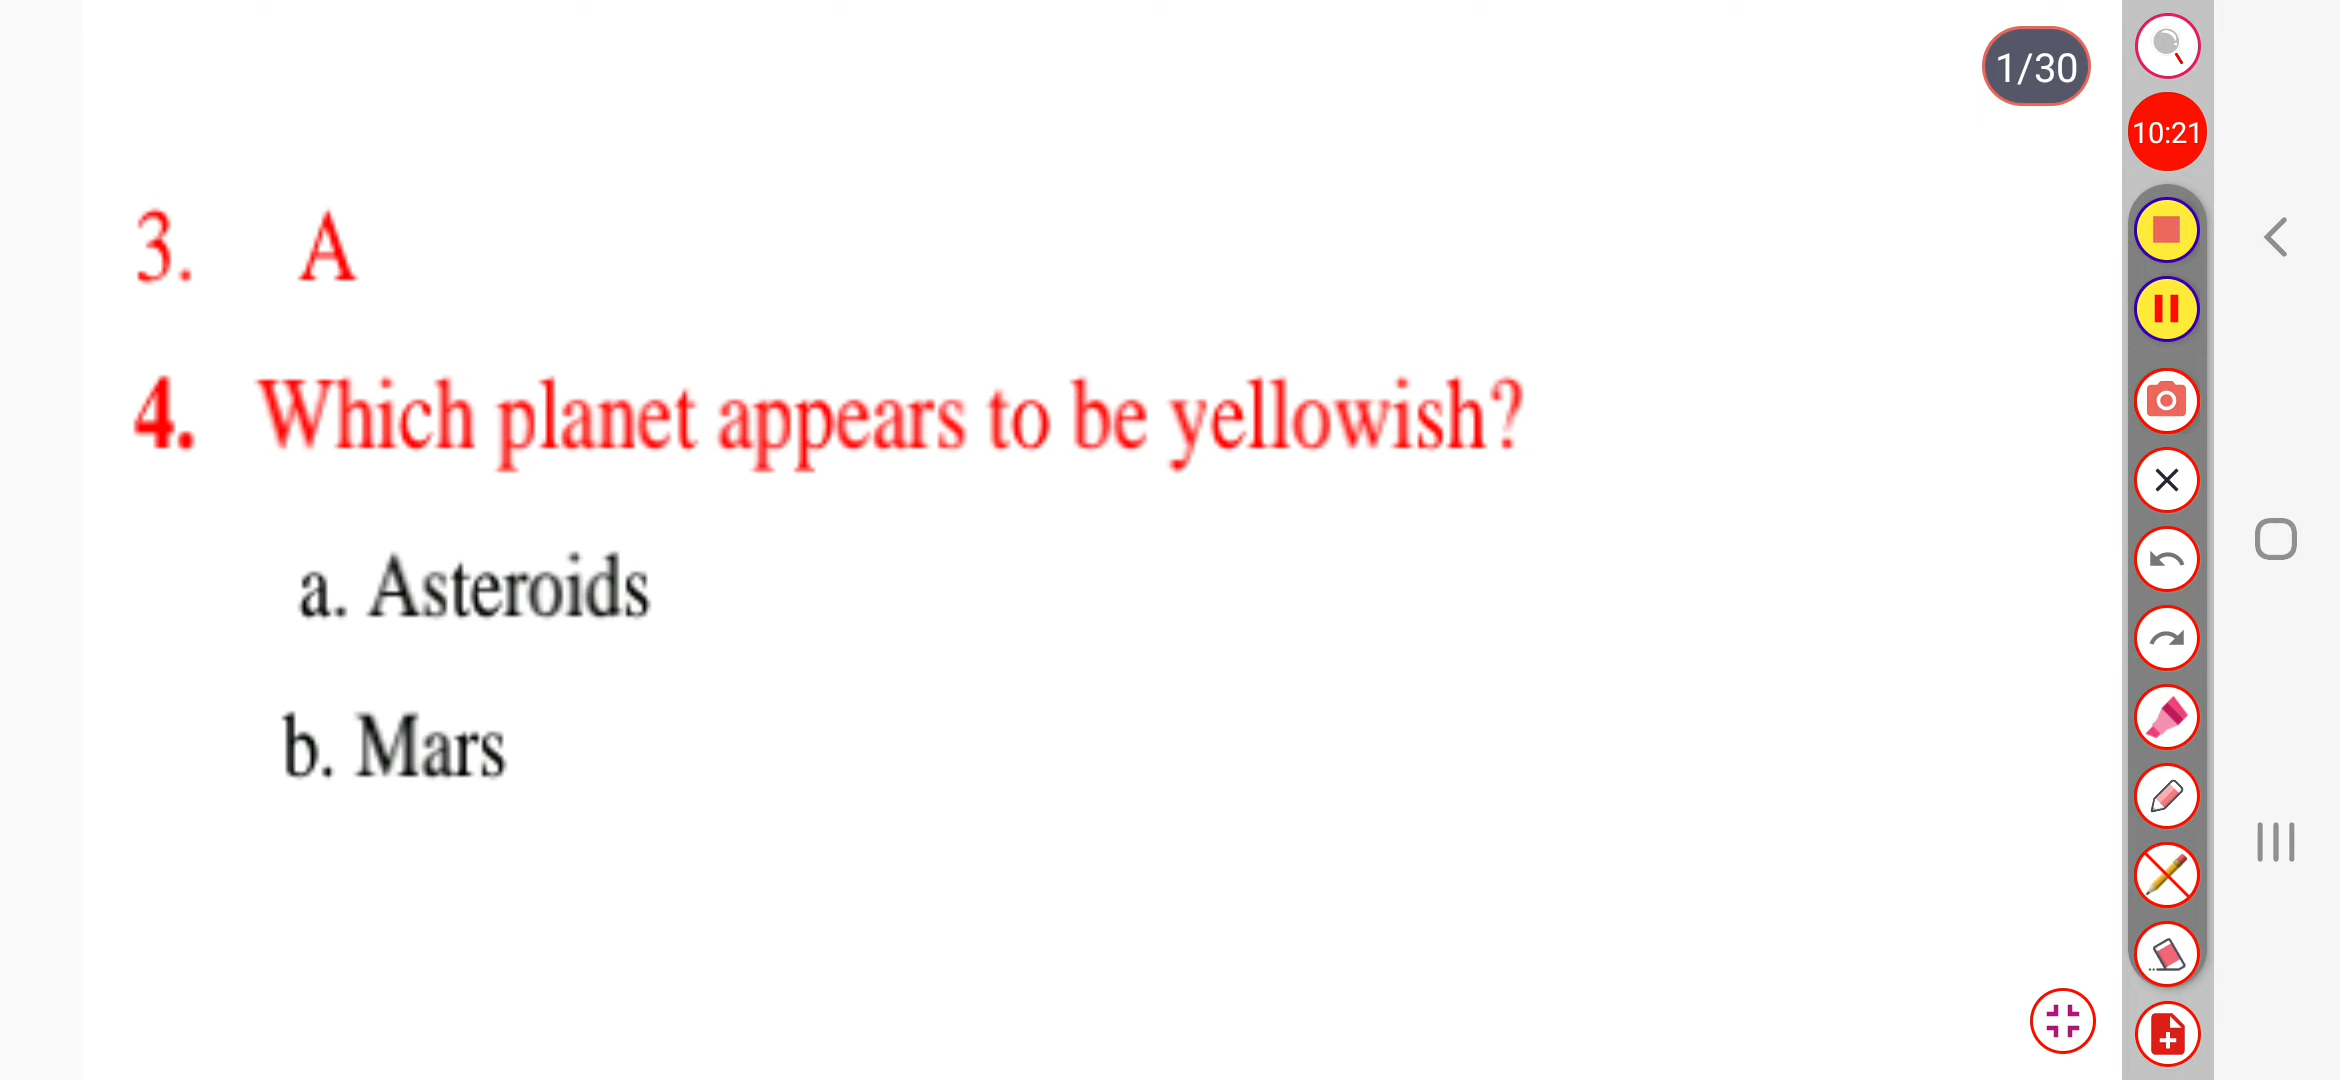 1/30
10:21
3. A
4. Which planet appears to be yellowish?
a. Asteroids
b. Mars